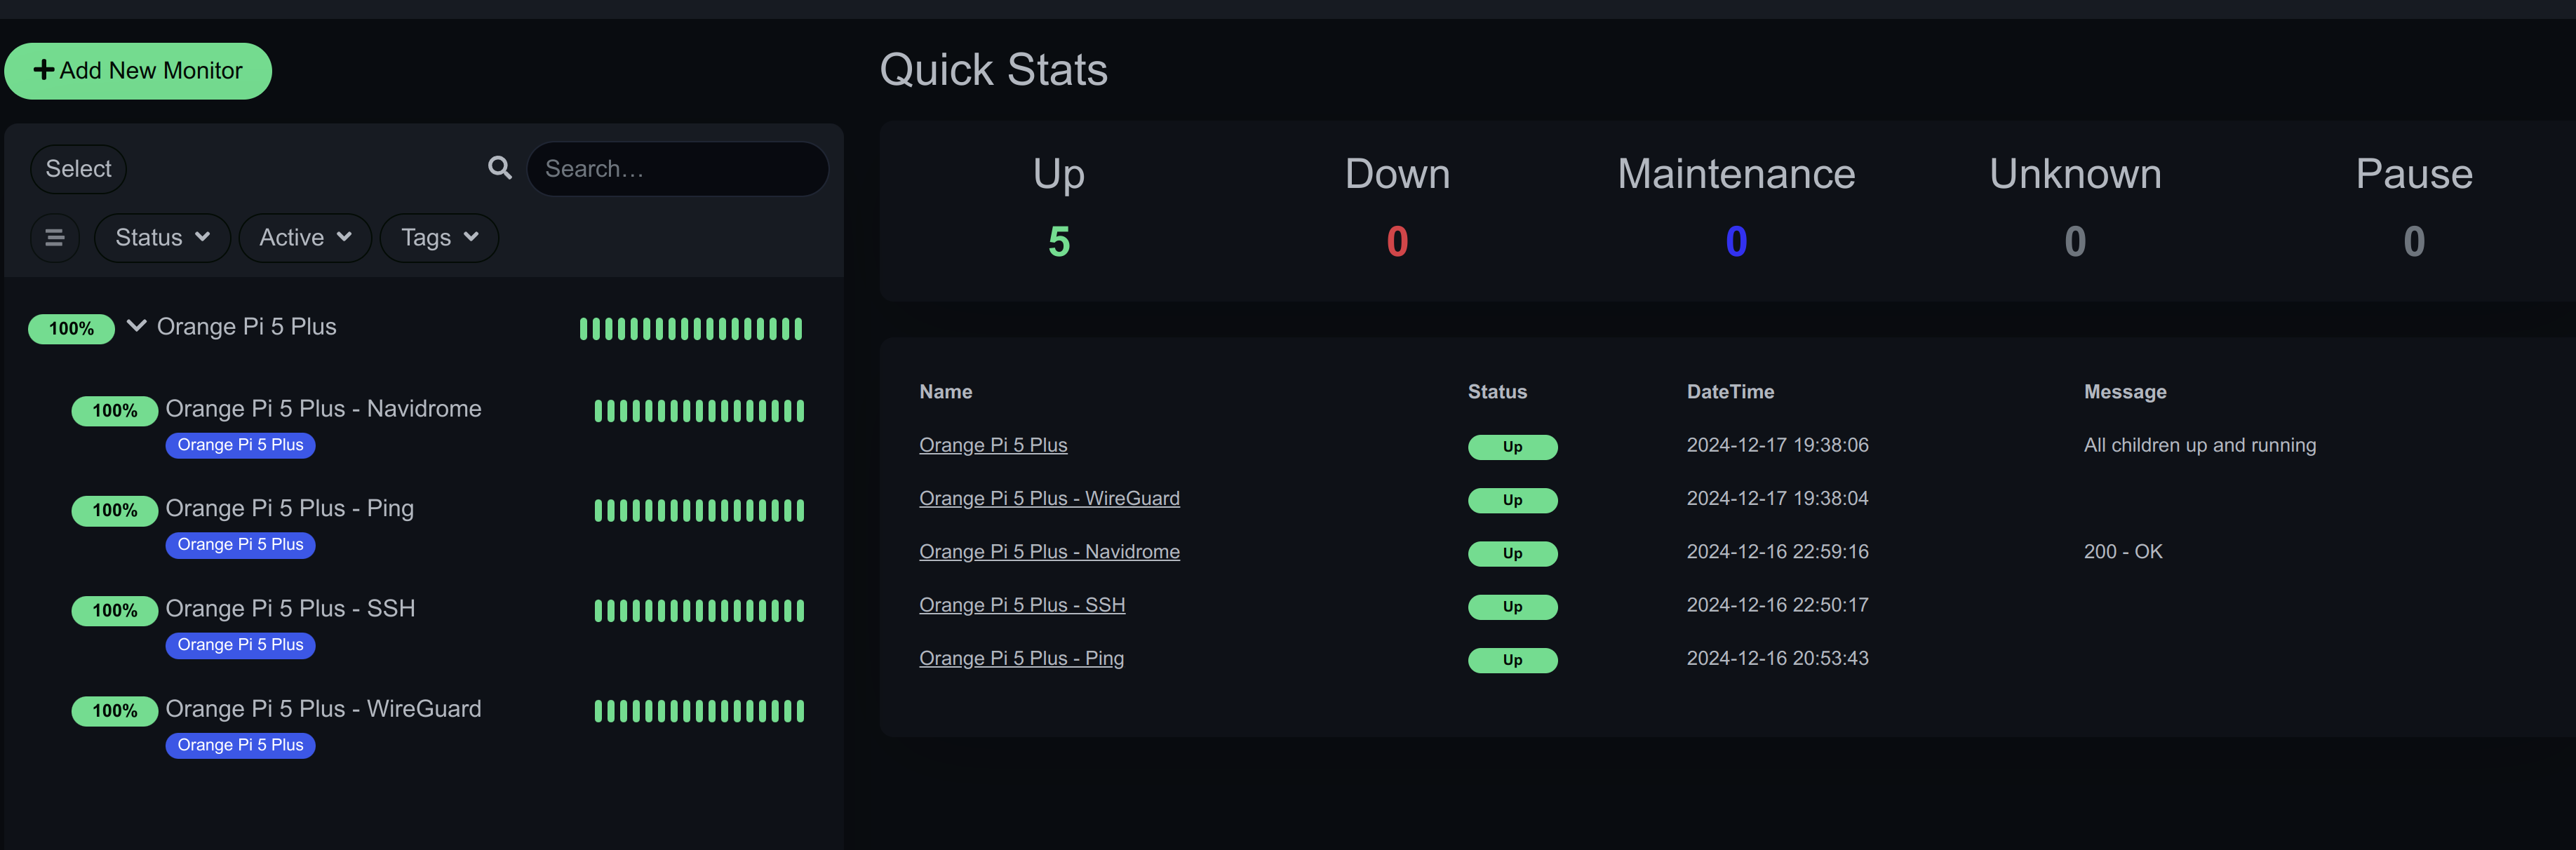 Add New Monitor
Select
Search…
Status
Active
Tags
100% Orange Pi 5 Plus
100% Orange Pi 5 Plus - Navidrome
Orange Pi 5 Plus
100% Orange Pi 5 Plus - Ping
Orange Pi 5 Plus
100% Orange Pi 5 Plus - SSH
Orange Pi 5 Plus
100% Orange Pi 5 Plus - WireGuard
Orange Pi 5 Plus
Quick Stats
Up Down Maintenance Unknown Pause
5 0 0 0 0
Name Status DateTime Message
Orange Pi 5 Plus Up 2024-12-17 19:38:06 All children up and running
Orange Pi 5 Plus - WireGuard Up 2024-12-17 19:38:04
Orange Pi 5 Plus - Navidrome Up 2024-12-16 22:59:16 200 - OK
Orange Pi 5 Plus - SSH Up 2024-12-16 22:50:17
Orange Pi 5 Plus - Ping Up 2024-12-16 20:53:43